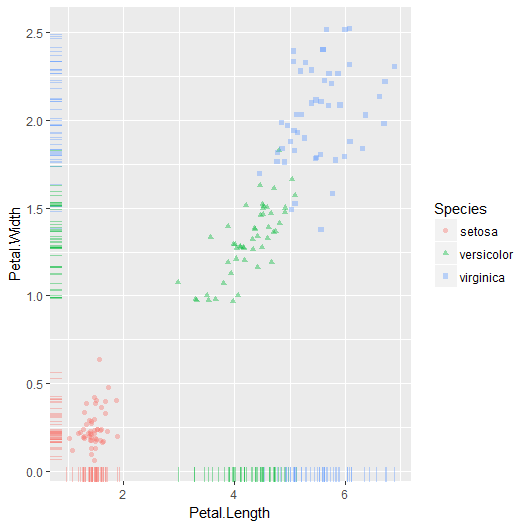 2.5
2.0
1.5
1.0
0.5
0.0
Petal.Width
2 4 6
Petal.Length
Species
setosa
versicolor
virginica